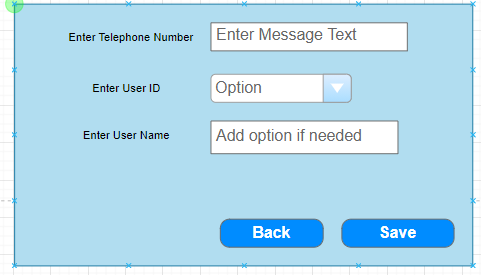 Enter Telephone Number Enter Message Text
Enter User ID Option
Enter User Name Add option if needed
Back Save